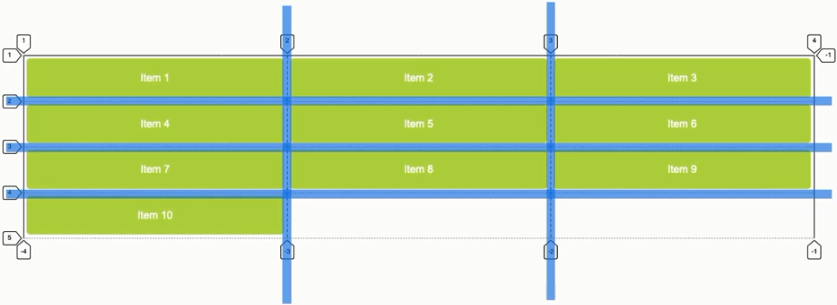 1 2 3 4
1 -1
Item 1 Item 2 Item 3
2
Item 4 Item 5 Item 6
3
Item 7 Item 8 Item 9
4
Item 10
5
-4 -3 -2 -1